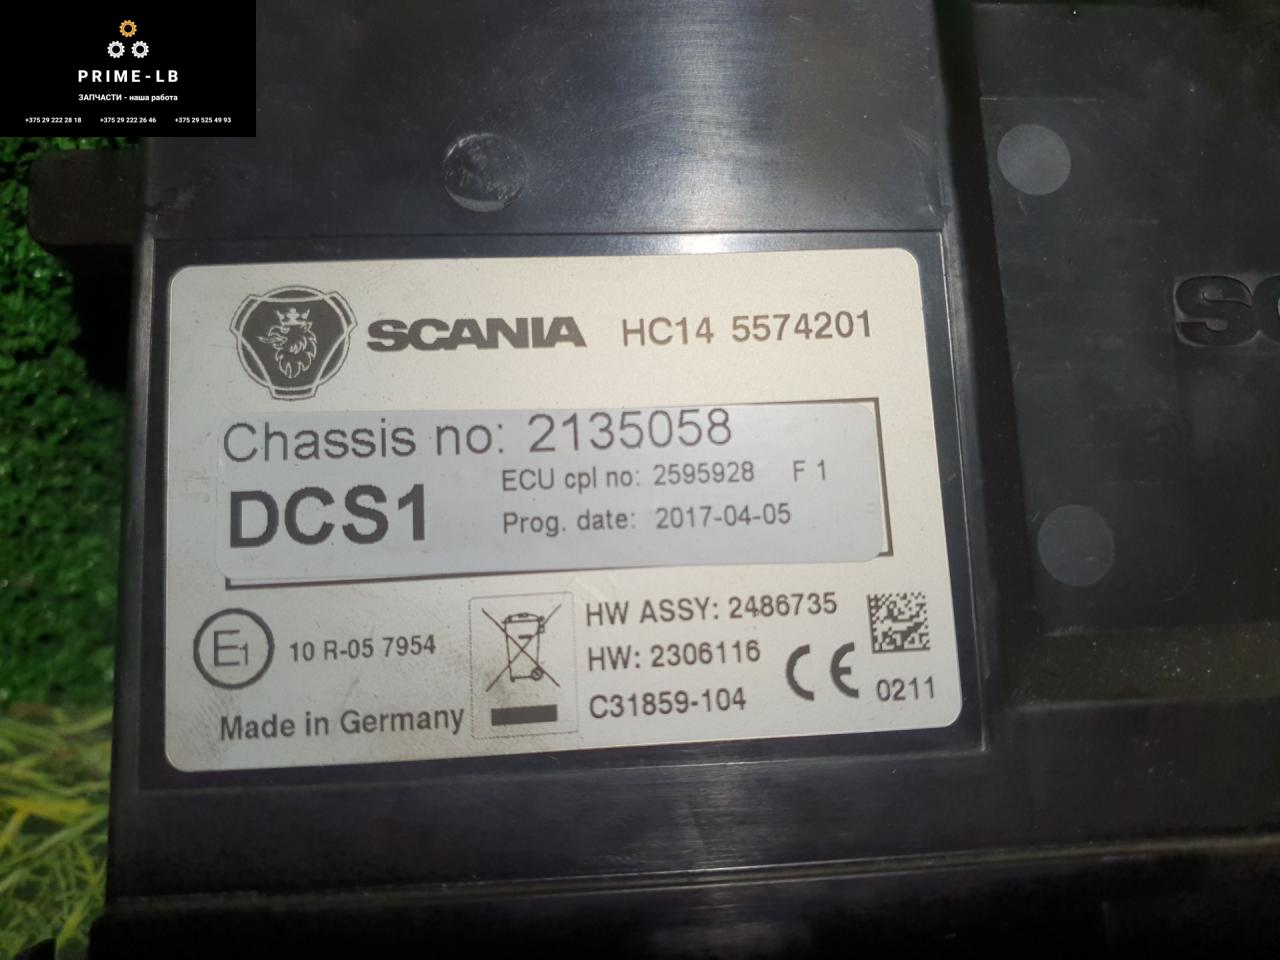 PRIME-LB
ЗАПЧАСТИ - наша работа
+375 29 222 28 18 +375 29 222 26 46 +375 29 525 49 93
SCANIA HC14 5574201
Chassis no: 2135058
DCS1
ECU cpl no: 2595928 F 1
Prog. date: 2017-04-05
E1 10 R-05 7954
Made in Germany
HW ASSY: 2486735
HW: 2306116
C31859-104
CE 0211